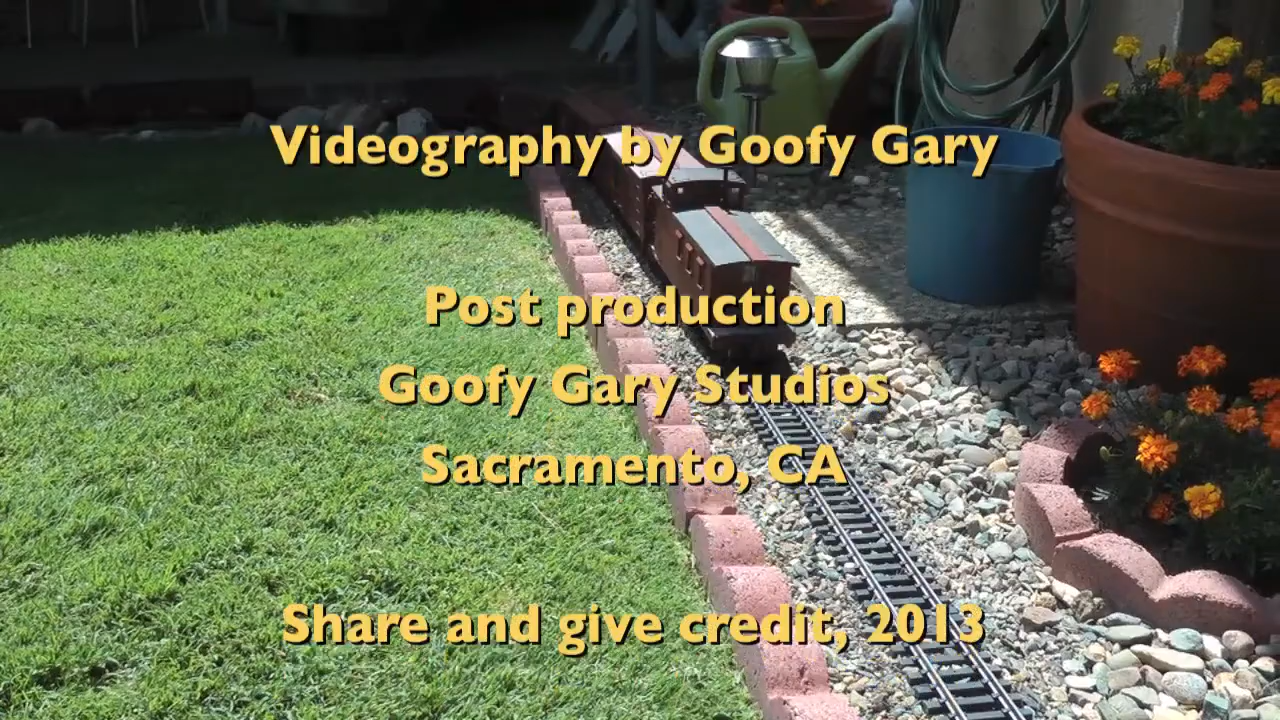 Videography by Goofy Gary
Post production
Goofy Gary Studios
Sacramento, CA
Share and give credit, 2013